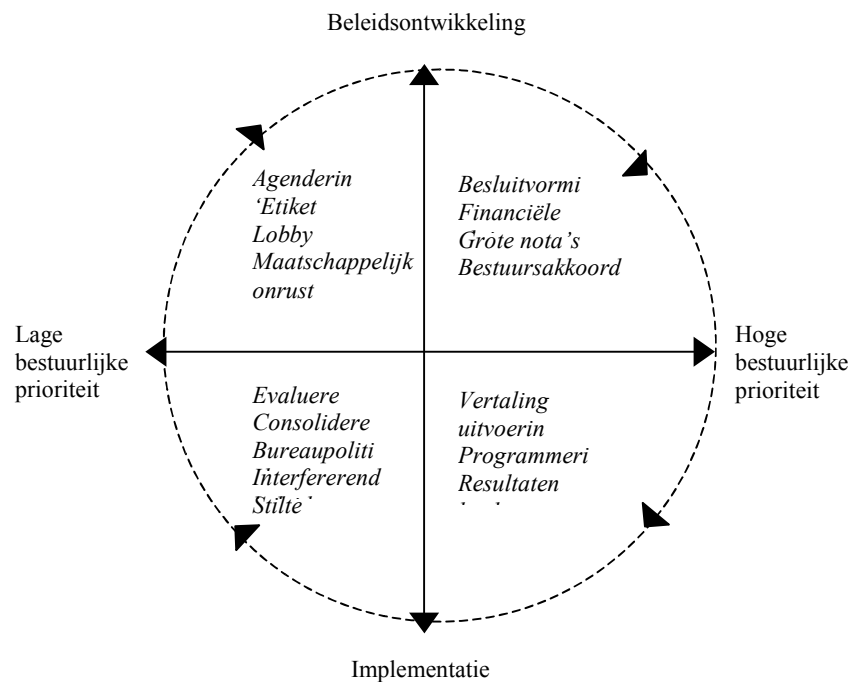 Beleidsontwikkeling
Agenderin
‘Etiket
Lobby
Maatschappelijk
onrust
Besluitvormi
Financiële
Grote nota’s
Bestuursakkoord
Lage
bestuurlijke
prioriteit
Hoge
bestuurlijke
prioriteit
Evaluere
Consolidere
Bureaupoliti
Interfererend
Stilte
Vertaling
uitvoerin
Programmeri
Resultaten
Implementatie